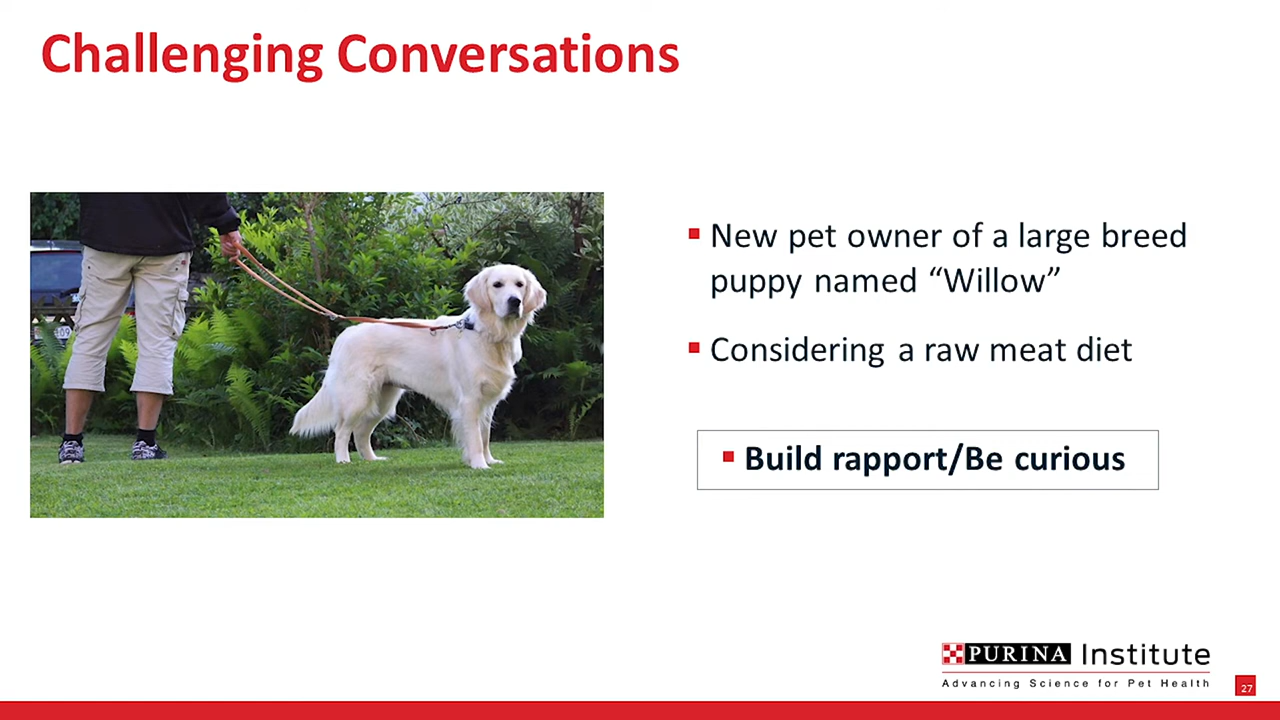 Challenging Conversations
New pet owner of a large breed
puppy named “Willow”
Considering a raw meat diet
Build rapport/Be curious
PURINA Institute
Advancing Science for Pet Health
27